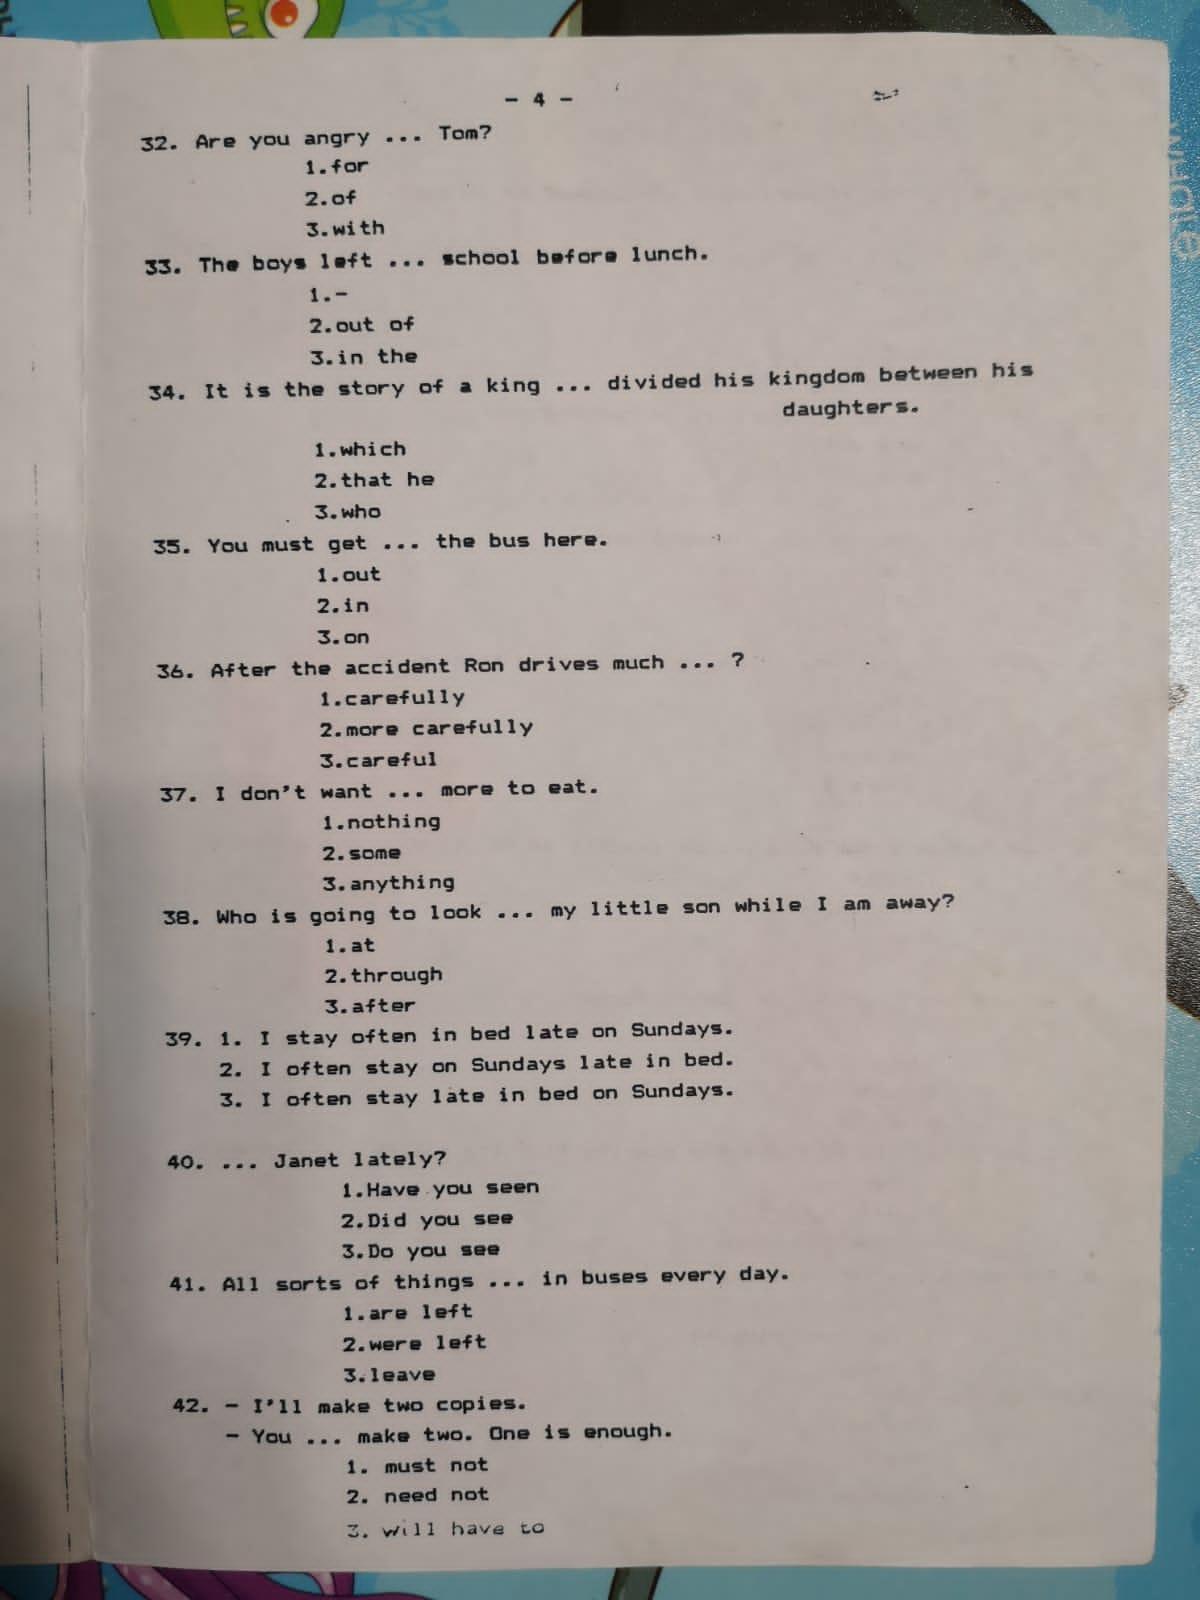 - 4 -
32. Are you angry ... Tom?
1.for
2.of
3.with
33. The boys left ... school before lunch.
1.-
2.out of
3.in the
34. It is the story of a king ... divided his kingdom between his
daughters.
1.which
2.that he
3.who
35. You must get ... the bus here.
1.out
2.in
3.on
36. After the accident Ron drives much ... ?
1.carefully
2.more carefully
3.careful
37. I don't want ... more to eat.
1.nothing
2.some
3.anything
38. Who is going to look ... my little son while I am away?
1.at
2.through
3.after
39. 1. I stay often in bed late on Sundays.
2. I often stay on Sundays late in bed.
3. I often stay late in bed on Sundays.
40. ... Janet lately?
1.Have you seen
2.Did you see
3.Do you see
41. All sorts of things ... in buses every day.
1.are left
2.were left
3.leave
42. - I'll make two copies.
- You ... make two. One is enough.
1. must not
2. need not
3. will have to